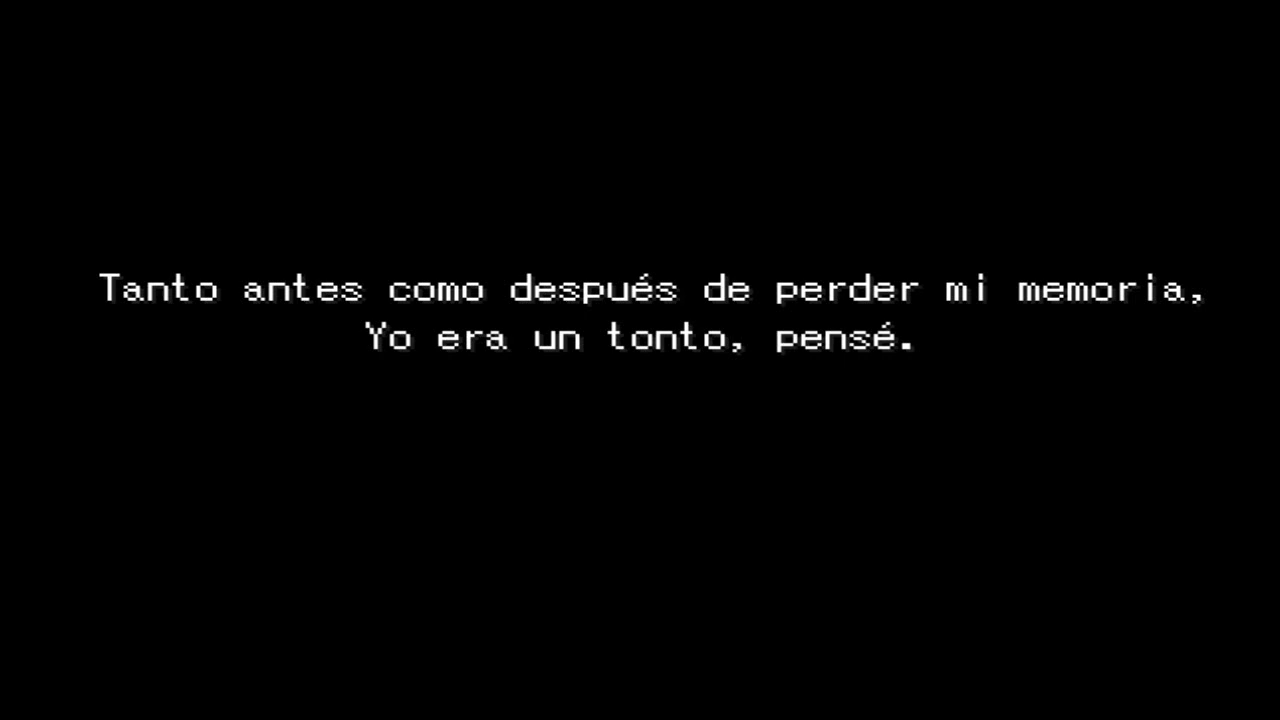 Tanto antes como después de perder mi memoria,
Yo era un tonto, pensé.